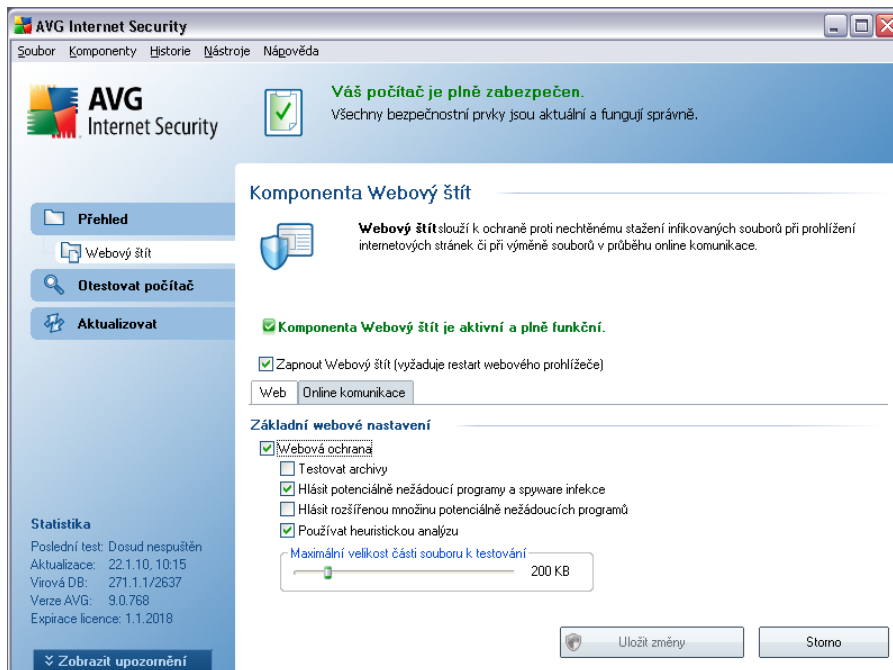 AVG Internet Security
Soubor Komponenty Historie Nástroje Nápověda
AVG
Internet Security
Váš počítač je plně zabezpečen.
Všechny bezpečnostní prvky jsou aktuální a fungují správně.
Přehled
Webový štít
Otestovat počítač
Aktualizovat
Komponenta Webový štít
Webový štít slouží k ochraně proti nechtěnému stažení infikovaných souborů při prohlížení
internetových stránek či při výměně souborů v průběhu online komunikace.
Komponenta Webový štít je aktivní a plně funkční.
Zapnout Webový štít (vyžaduje restart webového prohlížeče)
Web Online komunikace
Základní webové nastavení
Webová ochrana
Testovat archivy
Hlásit potenciálně nežádoucí programy a spyware infekce
Hlásit rozšířenou množinu potenciálně nežádoucích programů
Používat heuristickou analýzu
Maximální velikost části souboru k testování
200 KB
Statistika
Poslední test: Dosud nespuštěn
Aktualizace: 22.1.10, 10:15
Virová DB: 271.1.1/2637
Verze AVG: 9.0.768
Expirace licence: 1.1.2018
Zobrazit upozornění
Uložit změny
Storno